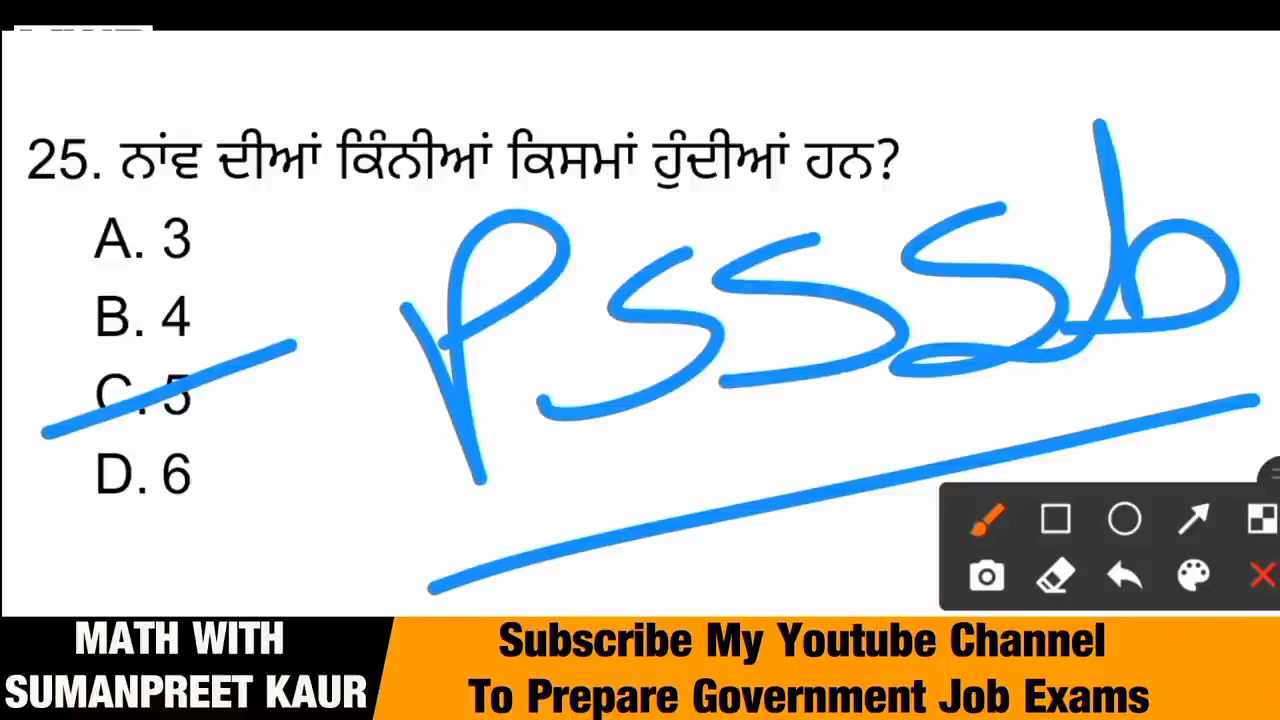 25. ਨਾਂਵ ਦੀਆਂ ਕਿੰਨੀਆਂ ਕਿਸਮਾਂ ਹੁੰਦੀਆਂ ਹਨ?
A. 3
B. 4
C. 5
D. 6
PSSSb
MATH WITH
SUMANPREET KAUR
Subscribe My Youtube Channel
To Prepare Government Job Exams